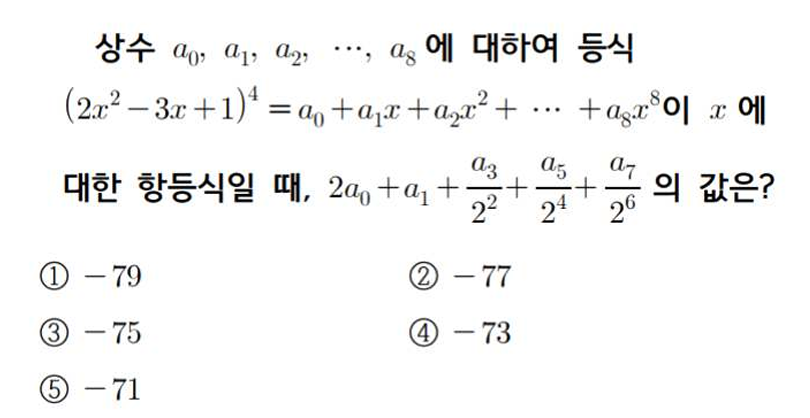 상수 $a_0$, $a_1$, $a_2$, $\cdots$, $a_8$에 대하여 등식
$(2x^2-3x+1)^4=a_0+a_1x+a_2x^2+\cdots+a_8x^8$이 $x$에
대한 항등식일 때, $2a_0+a_1+\dfrac{a_3}{2^2}+\dfrac{a_5}{2^4}+\dfrac{a_7}{2^6}$의 값은?
① $-79$ ② $-77$
③ $-75$ ④ $-73$
⑤ $-71$